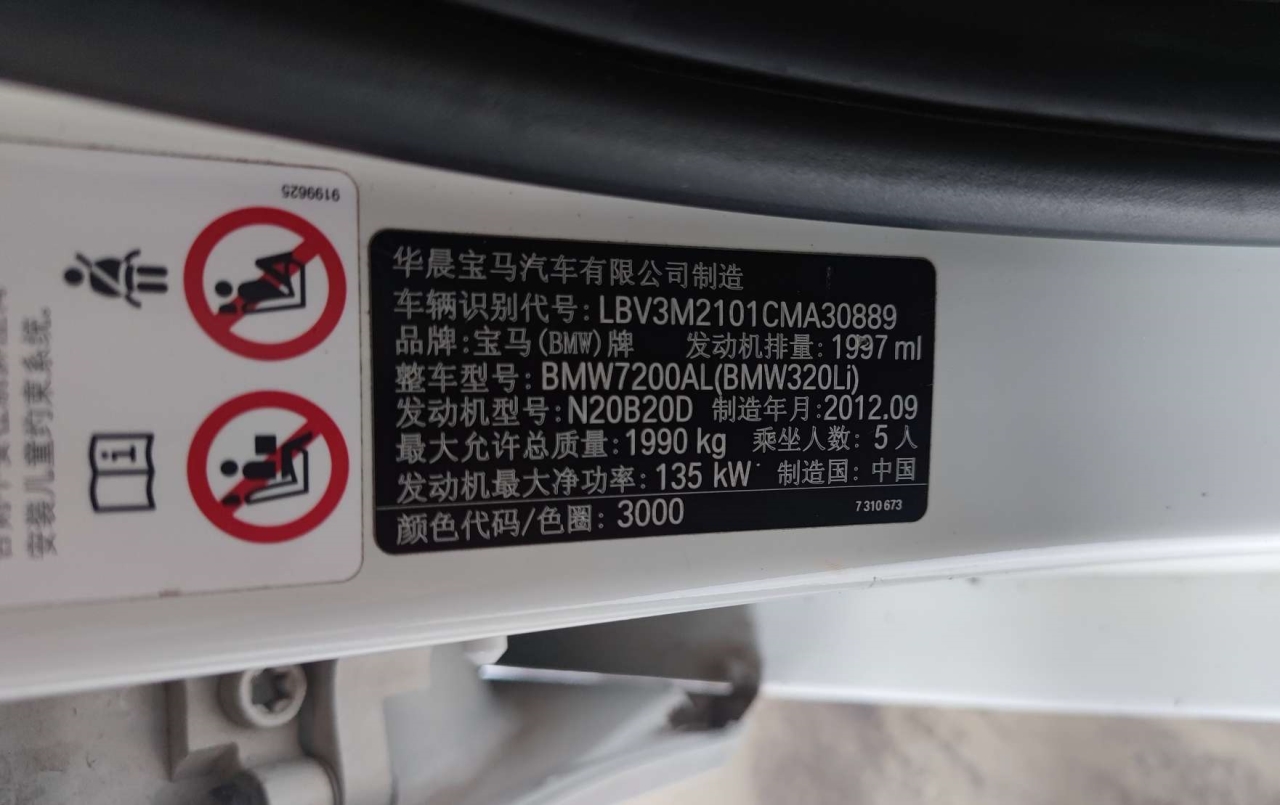 9199625
安装儿童约束系统.
华晨宝马汽车有限公司制造
车辆识别代号: LBV3M2101CMA30889
品牌:宝马(BMW)牌 发动机排量: 1997 ml
整车型号: BMW7200AL(BMW320Li)
发动机型号: N20B20D 制造年月:2012.09
最大允许总质量: 1990 kg 乘坐人数: 5 人
发动机最大净功率: 135 kW 制造国: 中国
颜色代码/色圈: 3000
7 310 673